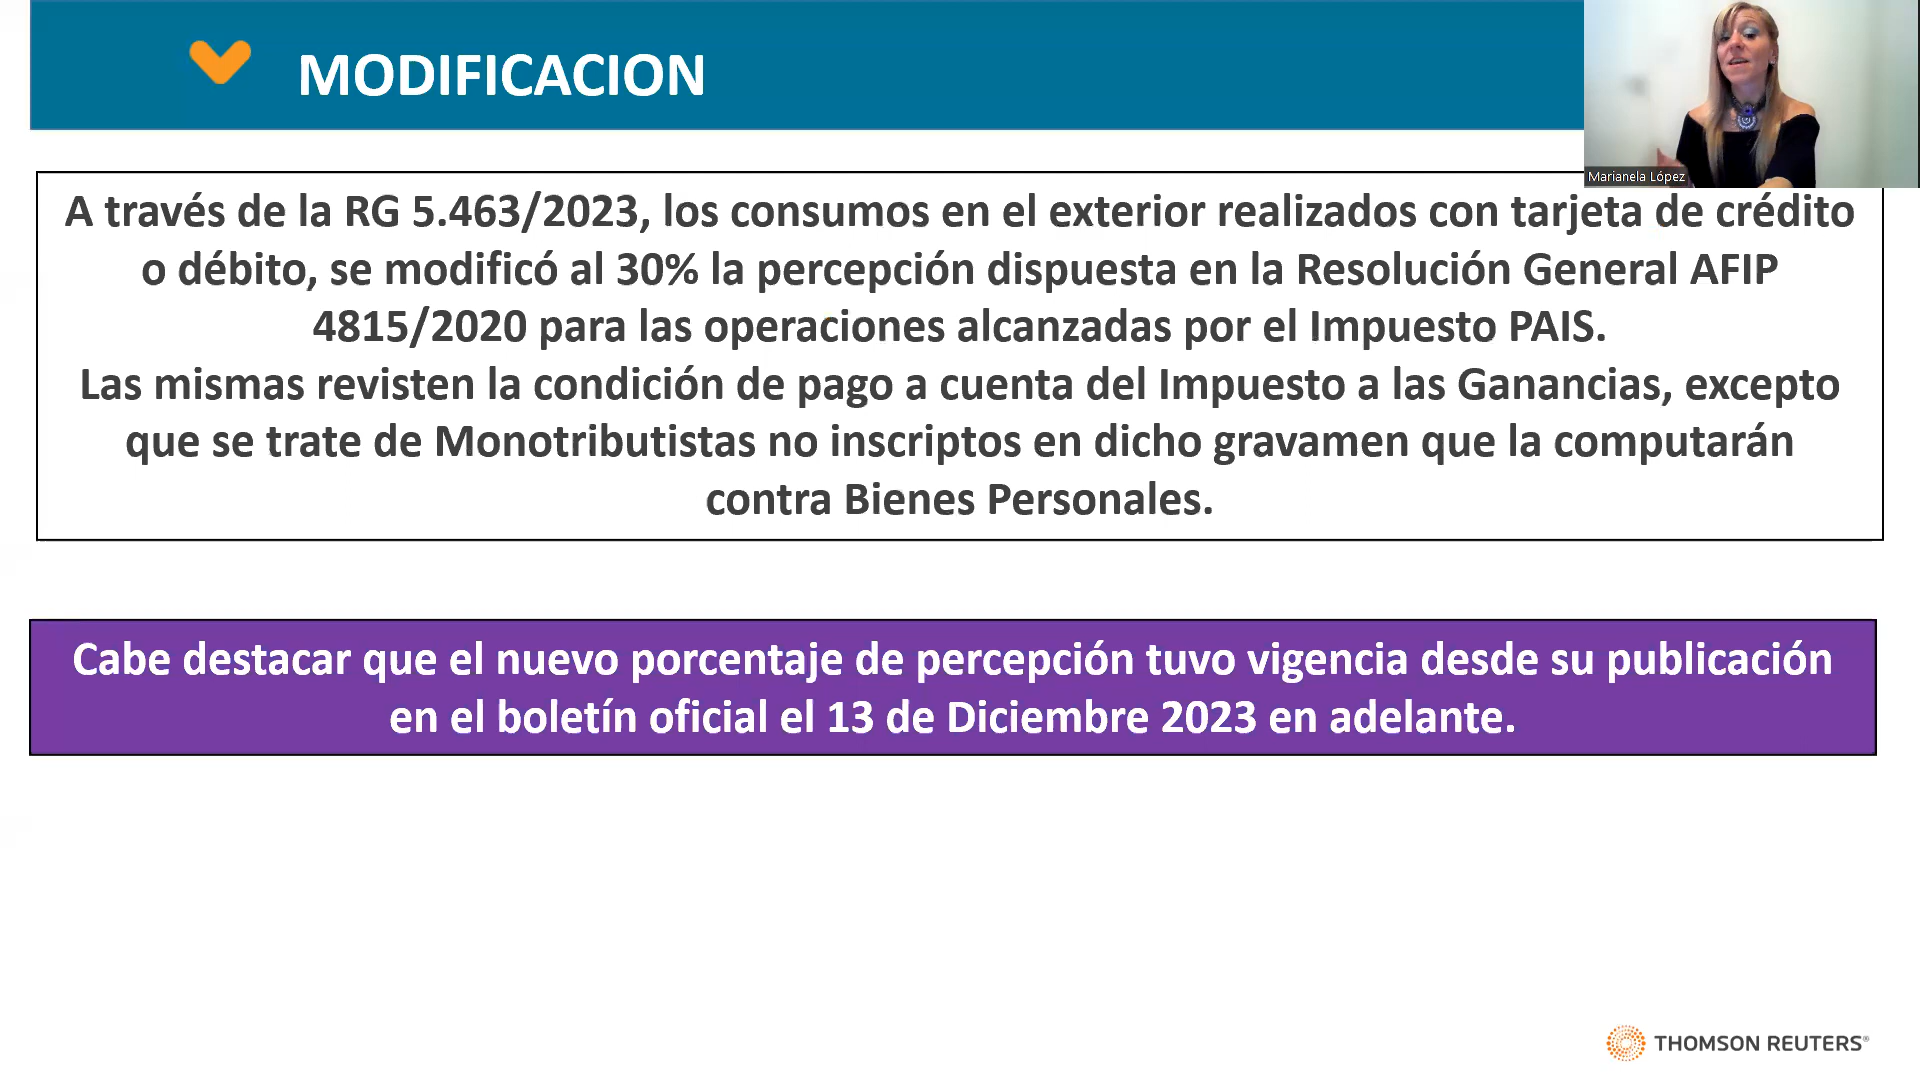 MODIFICACION
Marianela López
A través de la RG 5.463/2023, los consumos en el exterior realizados con tarjeta de crédito
o débito, se modificó al 30% la percepción dispuesta en la Resolución General AFIP
4815/2020 para las operaciones alcanzadas por el Impuesto PAIS.
Las mismas revisten la condición de pago a cuenta del Impuesto a las Ganancias, excepto
que se trate de Monotributistas no inscriptos en dicho gravamen que la computarán
contra Bienes Personales.
Cabe destacar que el nuevo porcentaje de percepción tuvo vigencia desde su publicación
en el boletín oficial el 13 de Diciembre 2023 en adelante.
THOMSON REUTERS®